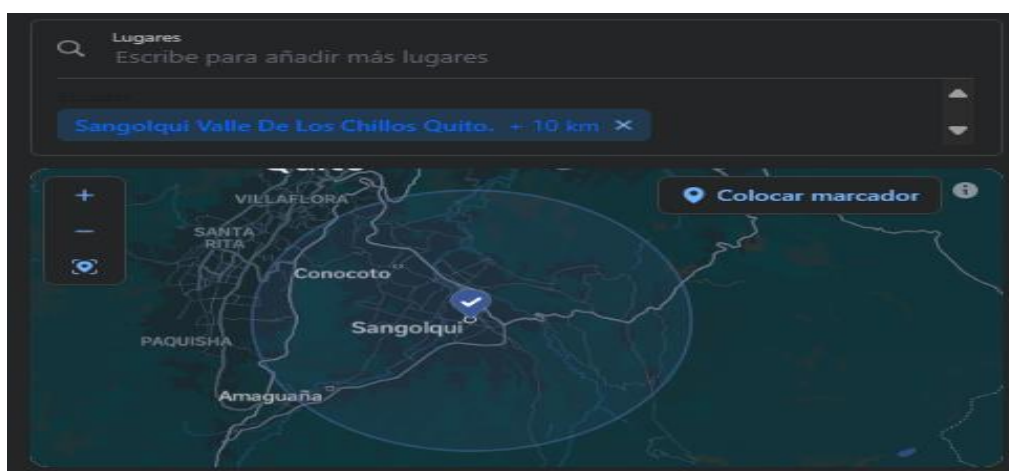 Lugares
Escribe para añadir más lugares
Sangolquí Valle De Los Chillos Quito. + 10 km ×
Quito
+
VILLAFLORA
Colocar marcador
SANTA
RITA
−
Conocoto
Sangolquí
PAQUISHA
Amaguaña